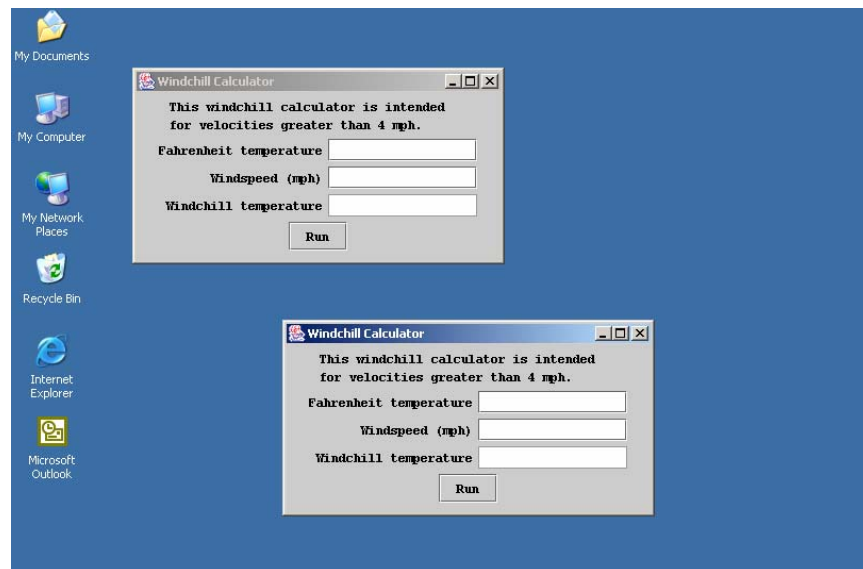 My Documents
My Computer
My Network
Places
Recycle Bin
Internet
Explorer
Microsoft
Outlook
Windchill Calculator
This windchill calculator is intended
for velocities greater than 4 mph.
Fahrenheit temperature
Windspeed (mph)
Windchill temperature
Run
Windchill Calculator
This windchill calculator is intended
for velocities greater than 4 mph.
Fahrenheit temperature
Windspeed (mph)
Windchill temperature
Run